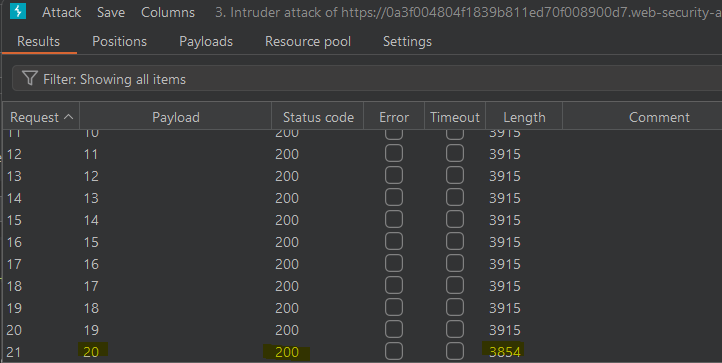 Attack Save Columns 3. Intruder attack of https://0a3f004804f1839b811ed70f008900d7.web-security-a
Results Positions Payloads Resource pool Settings
Filter: Showing all items
Request Payload Status code Error Timeout Length Comment
11 10 200 3915
12 11 200 3915
13 12 200 3915
14 13 200 3915
15 14 200 3915
16 15 200 3915
17 16 200 3915
18 17 200 3915
19 18 200 3915
20 19 200 3915
21 20 200 3854